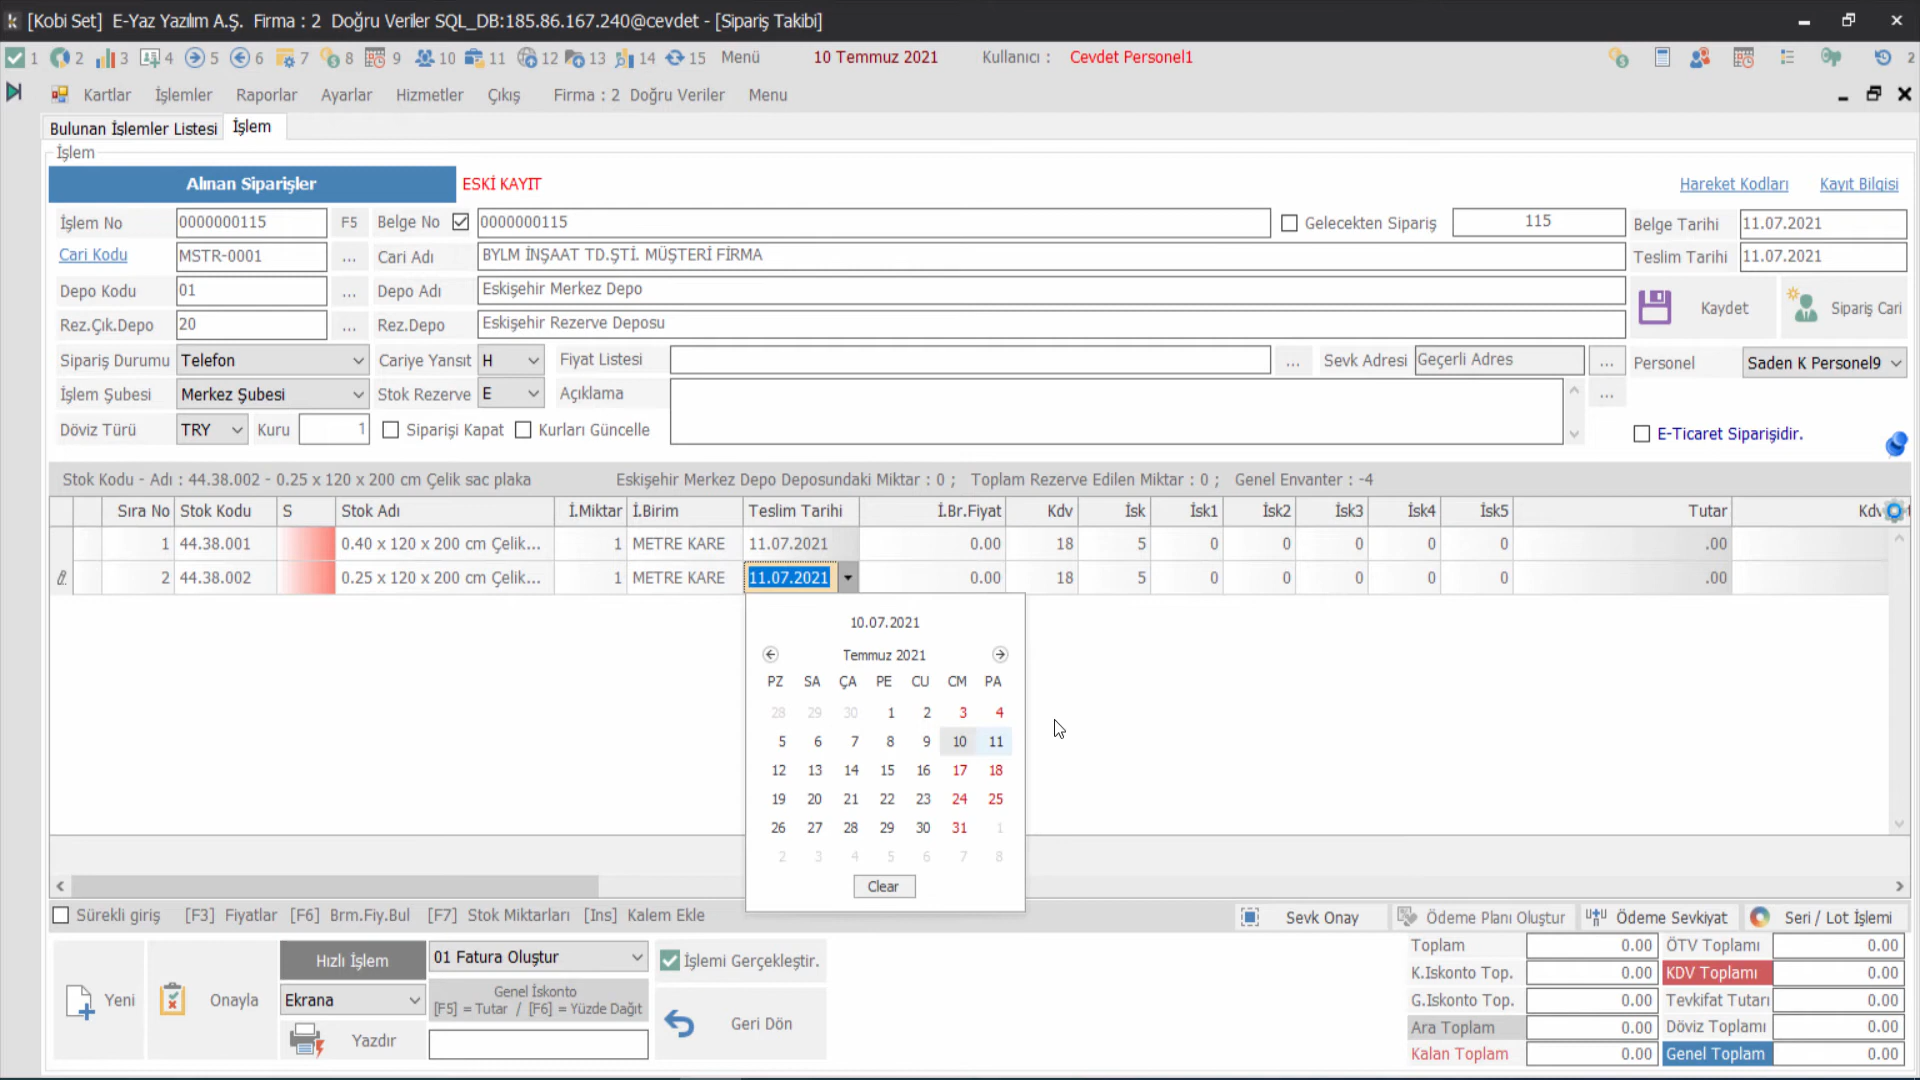 [Kobi Set] E-Yaz Yazılım A.Ş. Firma : 2 Doğru Veriler SQL_DB:185.86.167.240@cevdet - [Sipariş Takibi]
1 2 3 4 5 6 7 8 9 10 11 12 13 14 15 Menü 10 Temmuz 2021 Kullanıcı : Cevdet Personel1 2
Kartlar İşlemler Raporlar Ayarlar Hizmetler Çıkış Firma : 2 Doğru Veriler Menu
Bulunan İşlemler Listesi İşlem
İşlem
Alınan Siparişler ESKİ KAYIT Hareket Kodları Kayıt Bilgisi
İşlem No 0000000115 F5 Belge No 0000000115 Gelecekten Sipariş 115 Belge Tarihi 11.07.2021
Cari Kodu MSTR-0001 ... Cari Adı BYLM İNŞAAT TD.ŞTİ. MÜŞTERİ FİRMA Teslim Tarihi 11.07.2021
Depo Kodu 01 ... Depo Adı Eskişehir Merkez Depo
Rez.Çık.Depo 20 ... Rez.Depo Eskişehir Rezerve Deposu Kaydet Sipariş Cari
Sipariş Durumu Telefon Cariye Yansıt H Fiyat Listesi ... Sevk Adresi Geçerli Adres ... Personel Saden K Personel9
İşlem Şubesi Merkez Şubesi Stok Rezerve E Açıklama ...
Döviz Türü TRY Kuru 1 Siparişi Kapat Kurları Güncelle E-Ticaret Siparişidir.
Stok Kodu - Adı : 44.38.002 - 0.25 x 120 x 200 cm Çelik sac plaka Eskişehir Merkez Depo Deposundaki Miktar : 0 ; Toplam Rezerve Edilen Miktar : 0 ; Genel Envanter : -4
Sıra No Stok Kodu S Stok Adı İ.Miktar İ.Birim Teslim Tarihi İ.Br.Fiyat Kdv İsk İsk1 İsk2 İsk3 İsk4 İsk5 Tutar
1 44.38.001 0.40 x 120 x 200 cm Çelik... 1 METRE KARE 11.07.2021 0.00 18 5 0 0 0 0 0 .00
2 44.38.002 0.25 x 120 x 200 cm Çelik... 1 METRE KARE 11.07.2021 0.00 18 5 0 0 0 0 0 .00
10.07.2021
Temmuz 2021
PZ SA ÇA PE CU CM PA
28 29 30 1 2 3 4
5 6 7 8 9 10 11
12 13 14 15 16 17 18
19 20 21 22 23 24 25
26 27 28 29 30 31 1
2 3 4 5 6 7 8
Clear
Sürekli giriş [F3] Fiyatlar [F6] Brm.Fiy.Bul [F7] Stok Miktarları [Ins] Kalem Ekle Sevk Onay Ödeme Planı Oluştur Ödeme Sevkiyat Seri / Lot İşlemi
Yeni Onayla Hızlı İşlem 01 Fatura Oluştur İşlemi Gerçekleştir.
Ekrana Genel İskonto
[F5] = Tutar / [F6] = Yüzde Dağıt
Yazdır Geri Dön
Toplam 0.00 ÖTV Toplamı 0.00
K.Iskonto Top. 0.00 KDV Toplamı 0.00
G.Iskonto Top. 0.00 Tevkifat Tutarı 0.00
Ara Toplam 0.00 Döviz Toplamı 0.00
Kalan Toplam 0.00 Genel Toplam 0.00